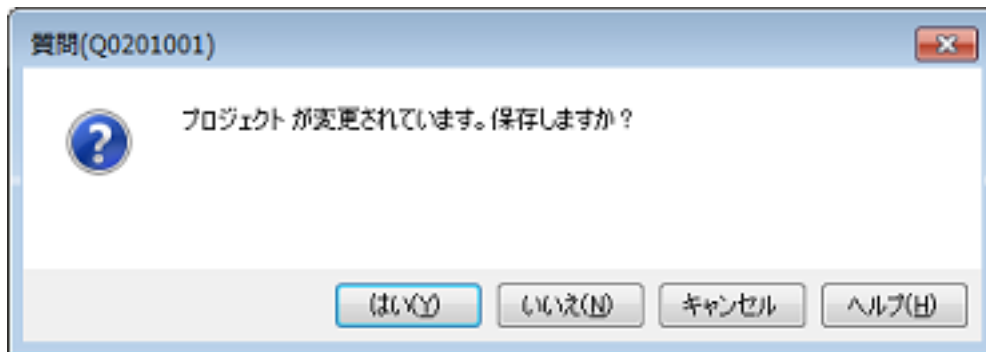 質問(Q0201001)
プロジェクト が変更されています。保存しますか？
はい(Y)
いいえ(N)
キャンセル
ヘルプ(H)